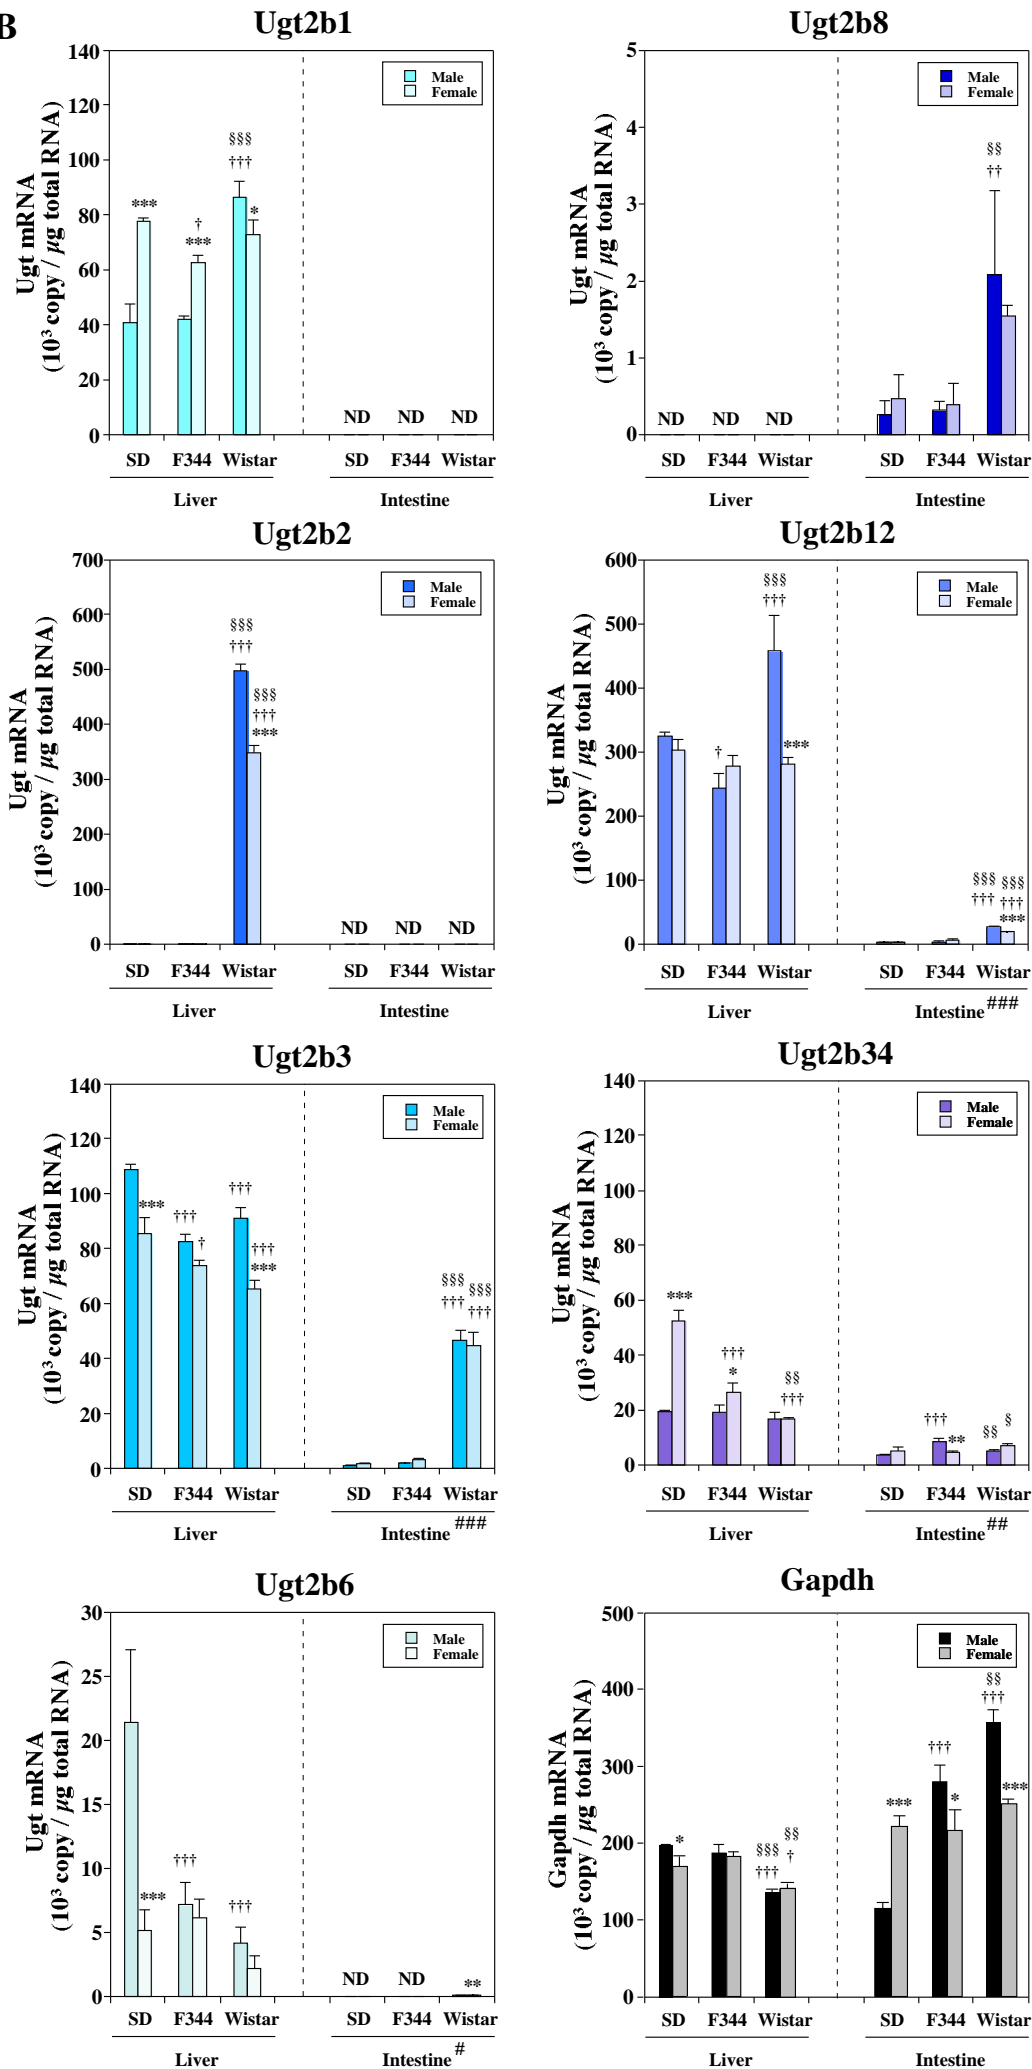 B
Ugt2b1
Ugt mRNA
(10³ copy / µg total RNA)
140
120
100
80
60
40
20
0
Male
Female
***
†
***
§§§
†††
*
ND ND ND
SD F344 Wistar SD F344 Wistar
Liver Intestine
Ugt2b8
Ugt mRNA
(10³ copy / µg total RNA)
5
4
3
2
1
0
Male
Female
§§
††
ND ND ND
SD F344 Wistar SD F344 Wistar
Liver Intestine
Ugt2b2
Ugt mRNA
(10³ copy / µg total RNA)
700
600
500
400
300
200
100
0
Male
Female
§§§
†††
§§§
†††
***
ND ND ND
SD F344 Wistar SD F344 Wistar
Liver Intestine
Ugt2b12
Ugt mRNA
(10³ copy / µg total RNA)
600
500
400
300
200
100
0
Male
Female
†
§§§
†††
***
§§§ §§§
††† †††
***
SD F344 Wistar SD F344 Wistar
Liver Intestine ###
Ugt2b3
Ugt mRNA
(10³ copy / µg total RNA)
140
120
100
80
60
40
20
0
Male
Female
***
†††
†
†††
†††
***
§§§ §§§
††† †††
SD F344 Wistar SD F344 Wistar
Liver Intestine ###
Ugt2b34
Ugt mRNA
(10³ copy / µg total RNA)
140
120
100
80
60
40
20
0
Male
Female
***
†††
*
§§
†††
†††
**
§§
§
SD F344 Wistar SD F344 Wistar
Liver Intestine ##
Ugt2b6
Ugt mRNA
(10³ copy / µg total RNA)
30
25
20
15
10
5
0
Male
Female
***
†††
†††
ND ND
**
SD F344 Wistar SD F344 Wistar
Liver Intestine #
Gapdh
Gapdh mRNA
(10³ copy / µg total RNA)
500
400
300
200
100
0
Male
Female
*
§§§
†††
§§
†
***
†††
*
§§
†††
***
SD F344 Wistar SD F344 Wistar
Liver Intestine